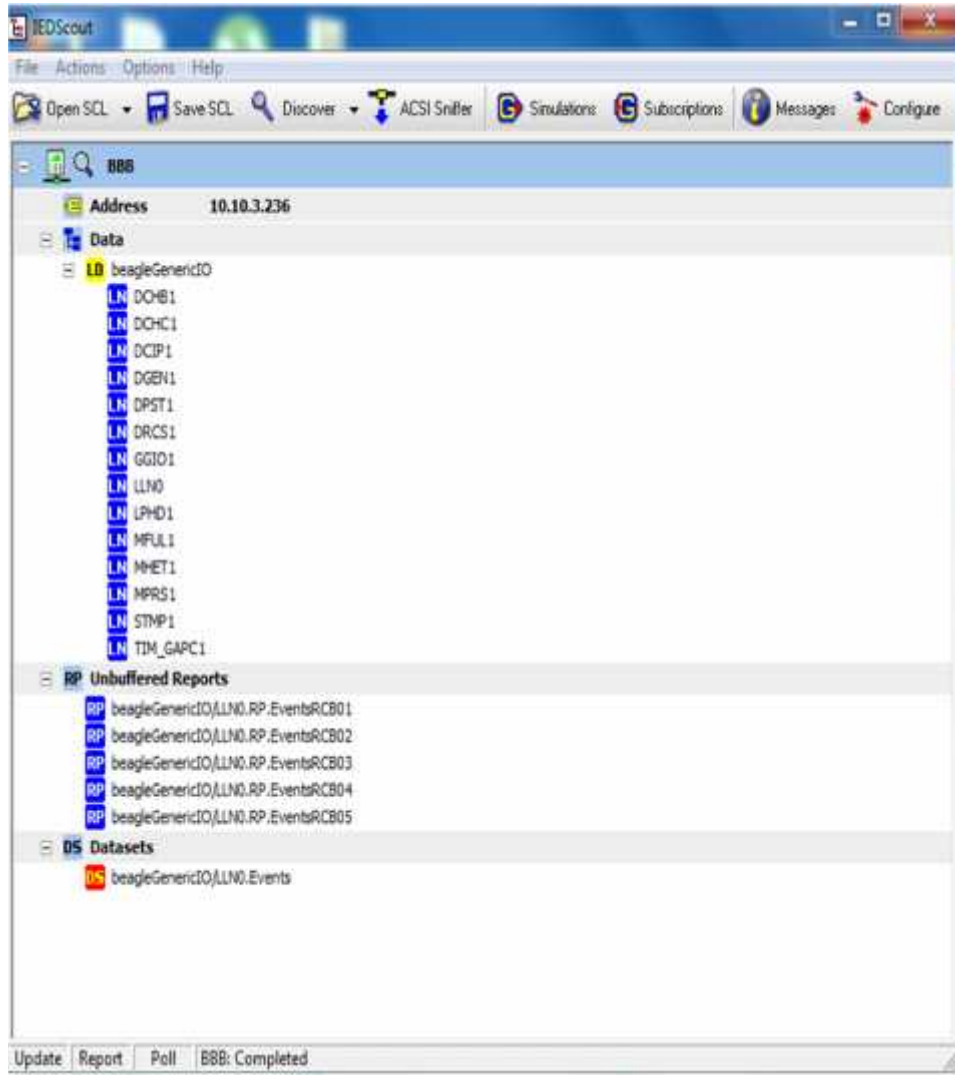 IEDScout
File Actions Options Help
Open SCL Save SCL Discover ACSI Sniffer Simulations Subscriptions Messages Configure
BBB
Address 10.10.3.236
Data
LD beagleGenericIO
LN DCHB1
LN DCHC1
LN DCIP1
LN DGEN1
LN DPST1
LN DRCS1
LN GGIO1
LN LLN0
LN LPHD1
LN MFUL1
LN MHET1
LN MPRS1
LN STMP1
LN TIM_GAPC1
RP Unbuffered Reports
RP beagleGenericIO/LLN0.RP.EventsRCB01
RP beagleGenericIO/LLN0.RP.EventsRCB02
RP beagleGenericIO/LLN0.RP.EventsRCB03
RP beagleGenericIO/LLN0.RP.EventsRCB04
RP beagleGenericIO/LLN0.RP.EventsRCB05
DS Datasets
DS beagleGenericIO/LLN0.Events
Update Report Poll BBB: Completed